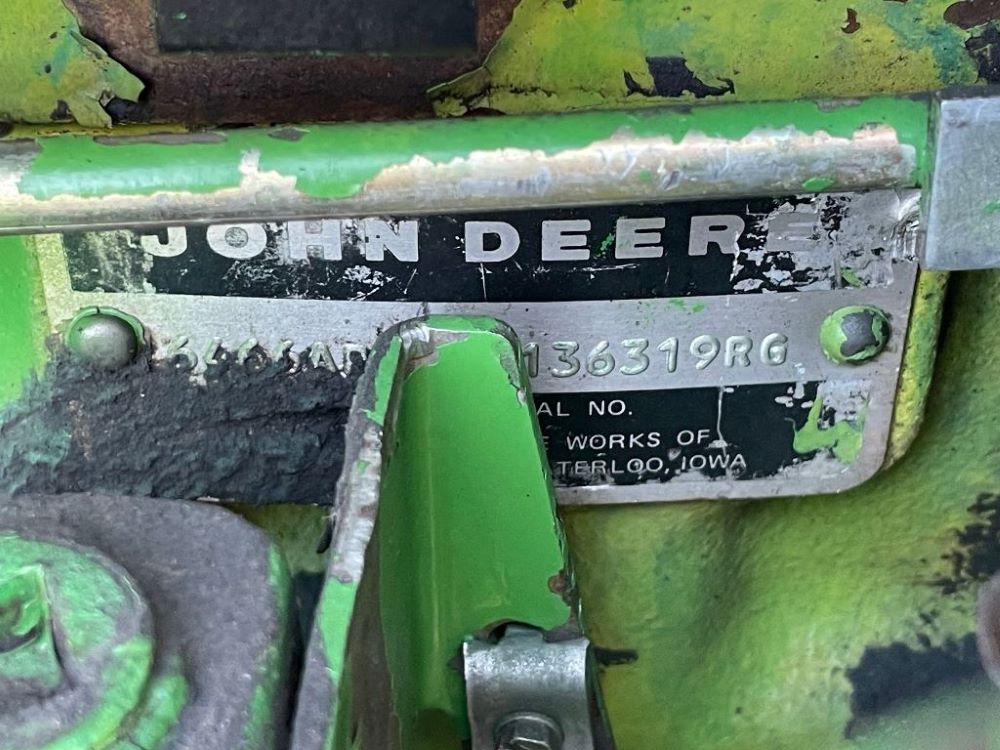 JOHN DEERE
136319RG
AL NO.
WORKS OF
TERLOO, IOWA